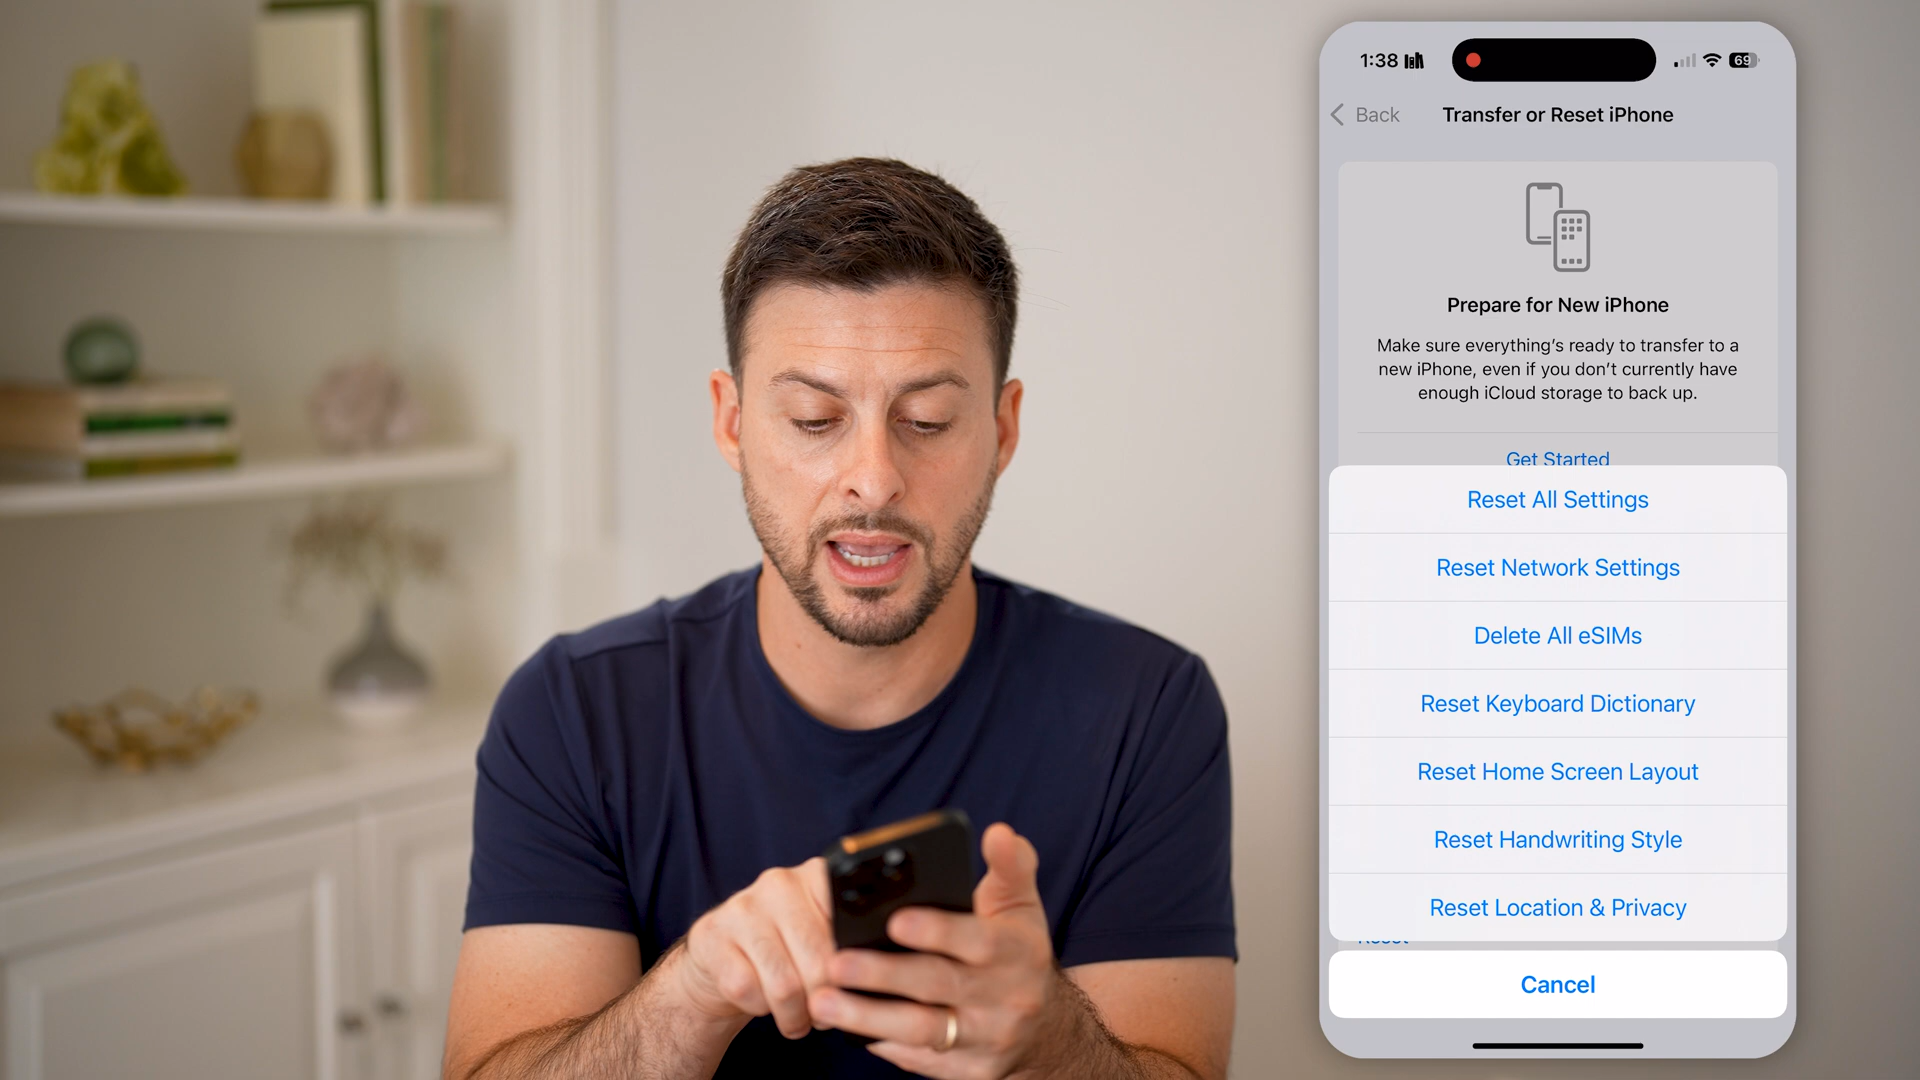 1:38
69
Back
Transfer or Reset iPhone
Prepare for New iPhone
Make sure everything's ready to transfer to a
new iPhone, even if you don't currently have
enough iCloud storage to back up.
Get Started
Reset All Settings
Reset Network Settings
Delete All eSIMs
Reset Keyboard Dictionary
Reset Home Screen Layout
Reset Handwriting Style
Reset Location & Privacy
Reset
Cancel